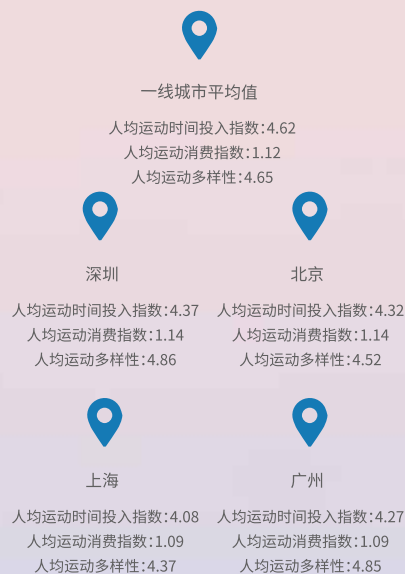 一线城市平均值
人均运动时间投入指数:4.62
人均运动消费指数:1.12
人均运动多样性:4.65
深圳
人均运动时间投入指数:4.37
人均运动消费指数:1.14
人均运动多样性:4.86
北京
人均运动时间投入指数:4.32
人均运动消费指数:1.14
人均运动多样性:4.52
上海
人均运动时间投入指数:4.08
人均运动消费指数:1.09
人均运动多样性:4.37
广州
人均运动时间投入指数:4.27
人均运动消费指数:1.09
人均运动多样性:4.85